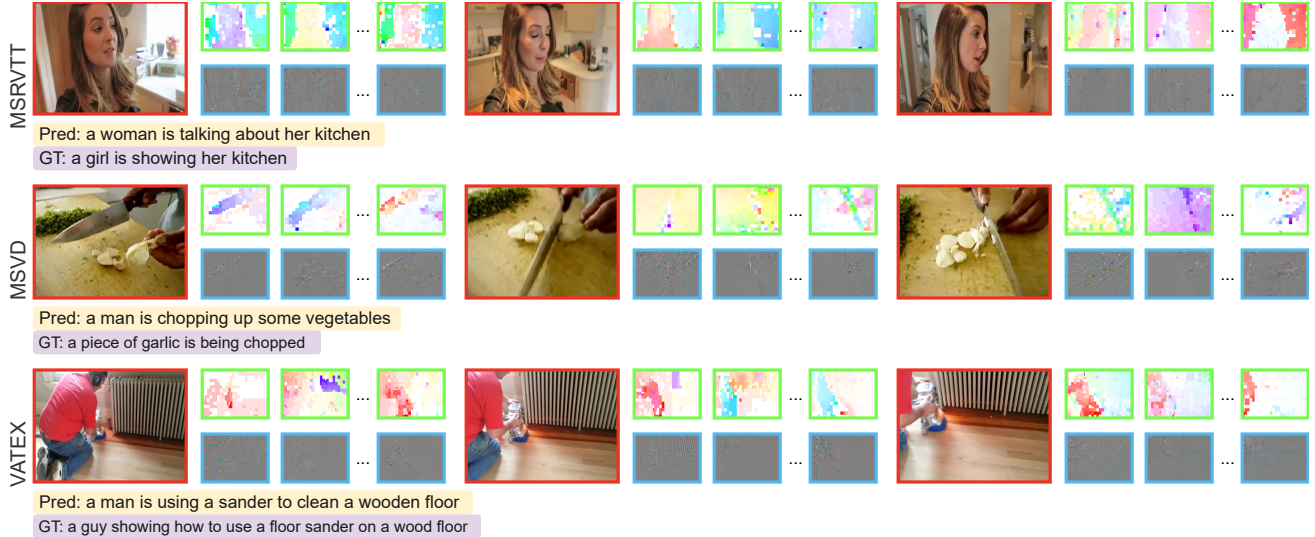 MSRVTT
...
...
...
...
...
...
Pred: a woman is talking about her kitchen
GT: a girl is showing her kitchen
MSVD
...
...
...
...
...
...
Pred: a man is chopping up some vegetables
GT: a piece of garlic is being chopped
VATEX
...
...
...
...
...
...
Pred: a man is using a sander to clean a wooden floor
GT: a guy showing how to use a floor sander on a wood floor